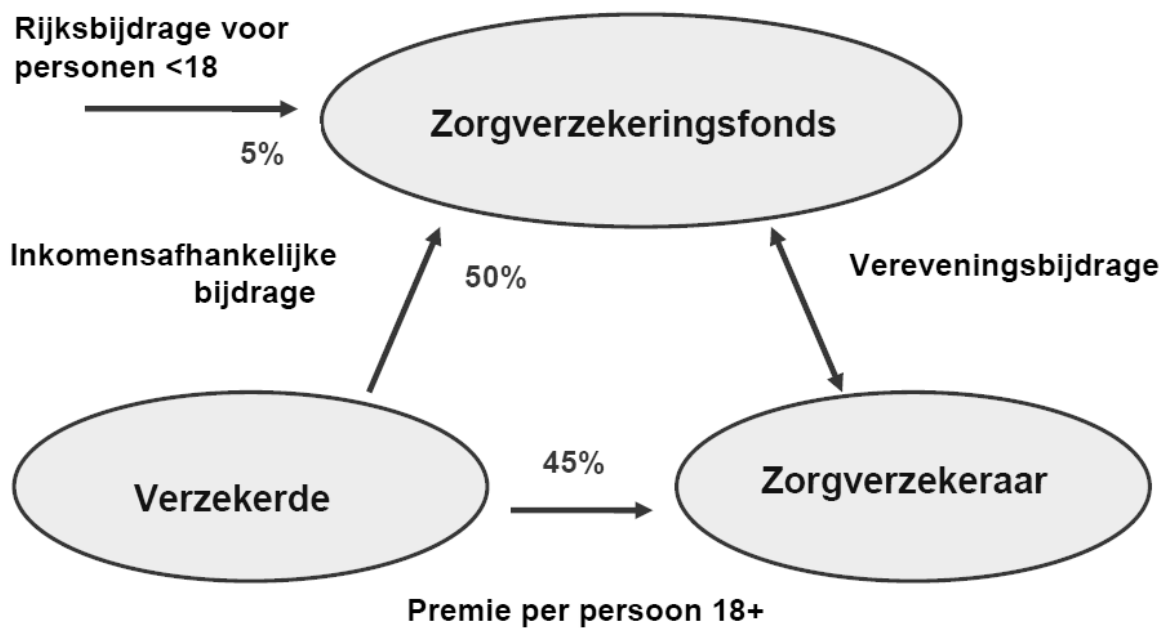 Rijksbijdrage voor
personen <18
5%
Zorgverzekeringsfonds
Inkomensafhankelijke
bijdrage
50%
Vereveningsbijdrage
Verzekerde
45%
Zorgverzekeraar
Premie per persoon 18+